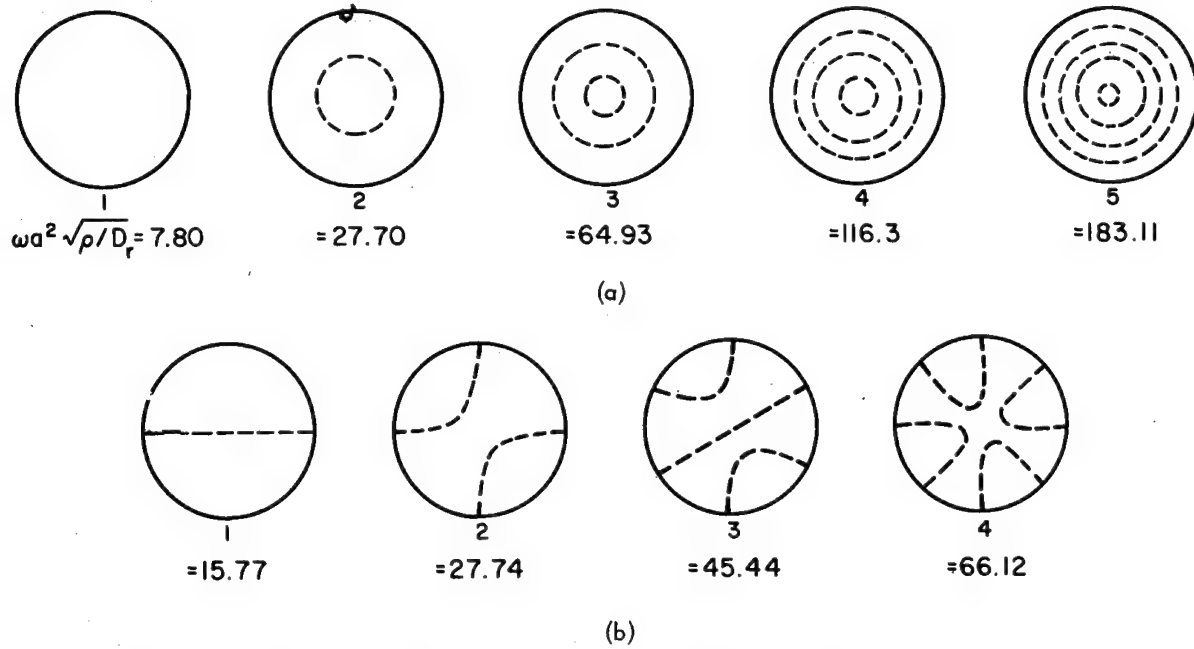 1 2 3 4 5
ωa² √ρ/D_r = 7.80 =27.70 =64.93 =116.3 =183.11
(a)
1 2 3 4
=15.77 =27.74 =45.44 =66.12
(b)